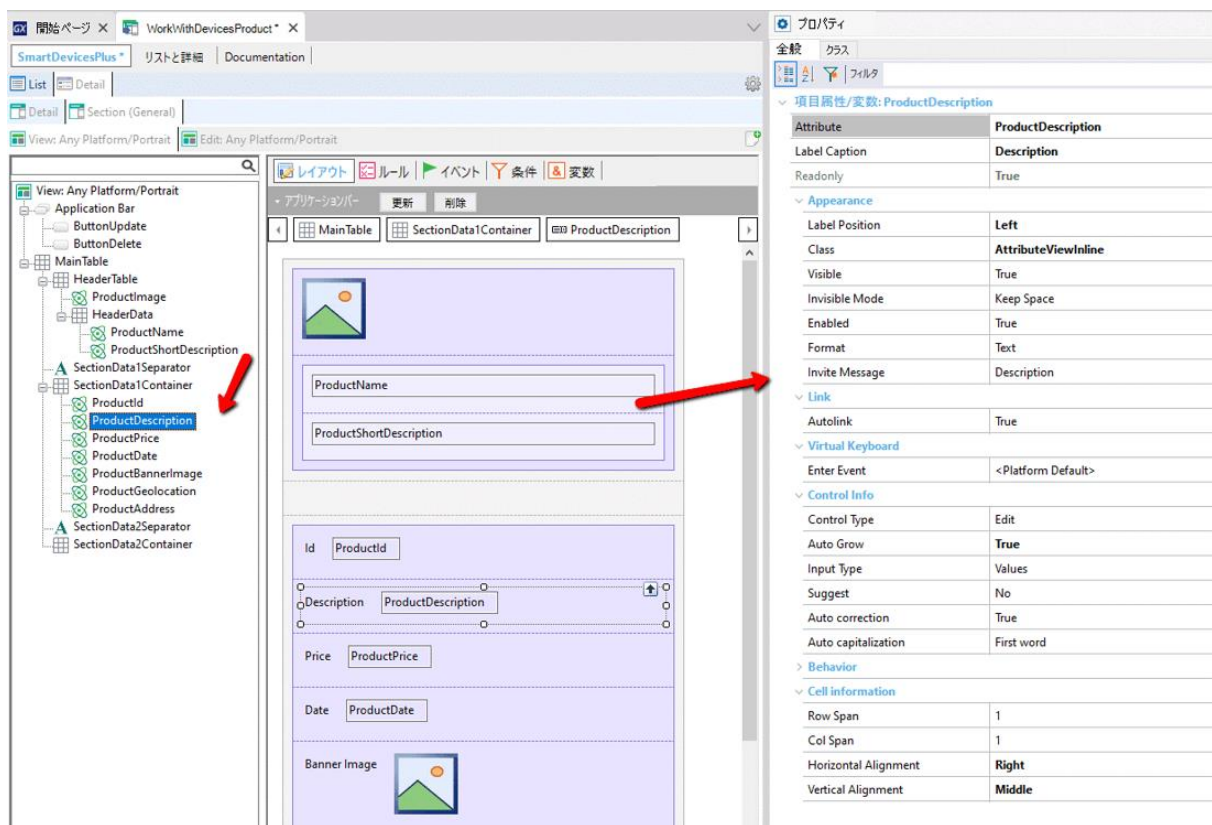 GX 開始ページ × WorkWithDevicesProduct * ×
SmartDevicesPlus * リストと詳細 Documentation
List Detail
Detail Section (General)
View: Any Platform/Portrait Edit: Any Platform/Portrait
View: Any Platform/Portrait
Application Bar
ButtonUpdate
ButtonDelete
MainTable
HeaderTable
ProductImage
HeaderData
ProductName
ProductShortDescription
SectionData1Separator
SectionData1Container
ProductId
ProductDescription
ProductPrice
ProductDate
ProductBannerImage
ProductGeolocation
ProductAddress
SectionData2Separator
SectionData2Container
レイアウト ルール イベント 条件 & 変数
アプリケーションバー 更新 削除
MainTable SectionData1Container ProductDescription
ProductName
ProductShortDescription
Id ProductId
Description ProductDescription
Price ProductPrice
Date ProductDate
Banner Image
プロパティ
全般 クラス
フィルタ
項目属性/変数: ProductDescription
Attribute ProductDescription
Label Caption Description
Readonly True
Appearance
Label Position Left
Class AttributeViewInline
Visible True
Invisible Mode Keep Space
Enabled True
Format Text
Invite Message Description
Link
Autolink True
Virtual Keyboard
Enter Event <Platform Default>
Control Info
Control Type Edit
Auto Grow True
Input Type Values
Suggest No
Auto correction True
Auto capitalization First word
Behavior
Cell information
Row Span 1
Col Span 1
Horizontal Alignment Right
Vertical Alignment Middle